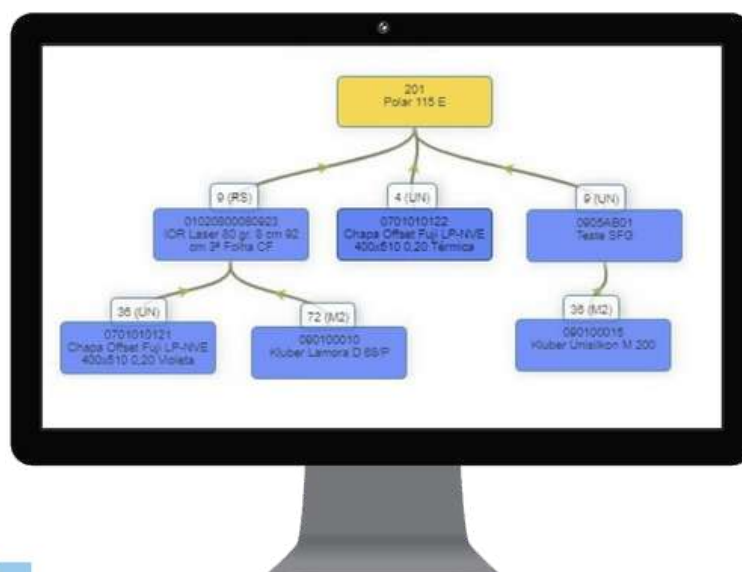 201
Polar 115 E
9 (RS)
4 (UN)
9 (UN)
01020800080923
IOR Laser 80 gr. 8 cm 92
cm 3ª Folha CF
0701010122
Chapa Offset Fuji LP-NVE
400x510 0,20 Térmica
0905AB01
Teste SFG
36 (UN)
72 (M2)
36 (M2)
0701010121
Chapa Offset Fuji LP-NVE
400x510 0,20 Violeta
090100010
Kluber Lamora D 68/P
090100015
Kluber Unisilkon M 200